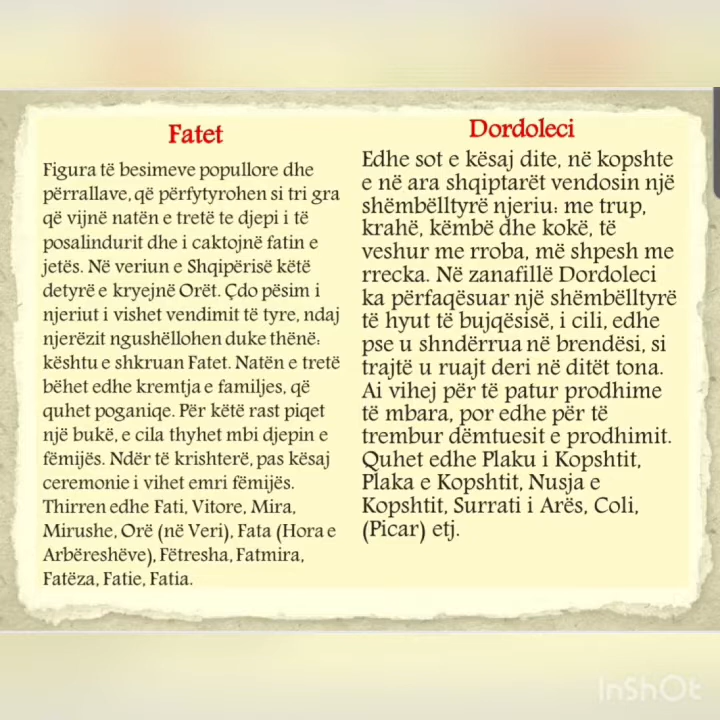 Fatet
Figura të besimeve popullore dhe
përrallave, që përfytyrohen si tri gra
që vijnë natën e tretë te djepi i të
posalindurit dhe i caktojnë fatin e
jetës. Në veriun e Shqipërisë këtë
detyrë e kryejnë Orët. Çdo pësim i
njeriut i vishet vendimit të tyre, ndaj
njerëzit ngushëllohen duke thënë:
kështu e shkruan Fatet. Natën e tretë
bëhet edhe kremtja e familjes, që
quhet poganiqe. Për këtë rast piqet
një bukë, e cila thyhet mbi djepin e
fëmijës. Ndër të krishterë, pas kësaj
ceremonie i vihet emri fëmijës.
Thirren edhe Fati, Vitore, Mira,
Mirushe, Orë (në Veri), Fata (Hora e
Arbëreshëve), Fëtresha, Fatmira,
Fatëza, Fatie, Fatia.
Dordoleci
Edhe sot e kësaj dite, në kopshte
e në ara shqiptarët vendosin një
shëmbëlltyrë njeriu: me trup,
krahë, këmbë dhe kokë, të
veshur me rroba, më shpesh me
rrecka. Në zanafillë Dordoleci
ka përfaqësuar një shëmbëlltyrë
të hyut të bujqësisë, i cili, edhe
pse u shndërrua në brendësi, si
trajtë u ruajt deri në ditët tona.
Ai vihej për të patur prodhime
të mbara, por edhe për të
trembur dëmtuesit e prodhimit.
Quhet edhe Plaku i Kopshtit,
Plaka e Kopshtit, Nusja e
Kopshtit, Surrati i Arës, Coli,
(Picar) etj.
InShOt